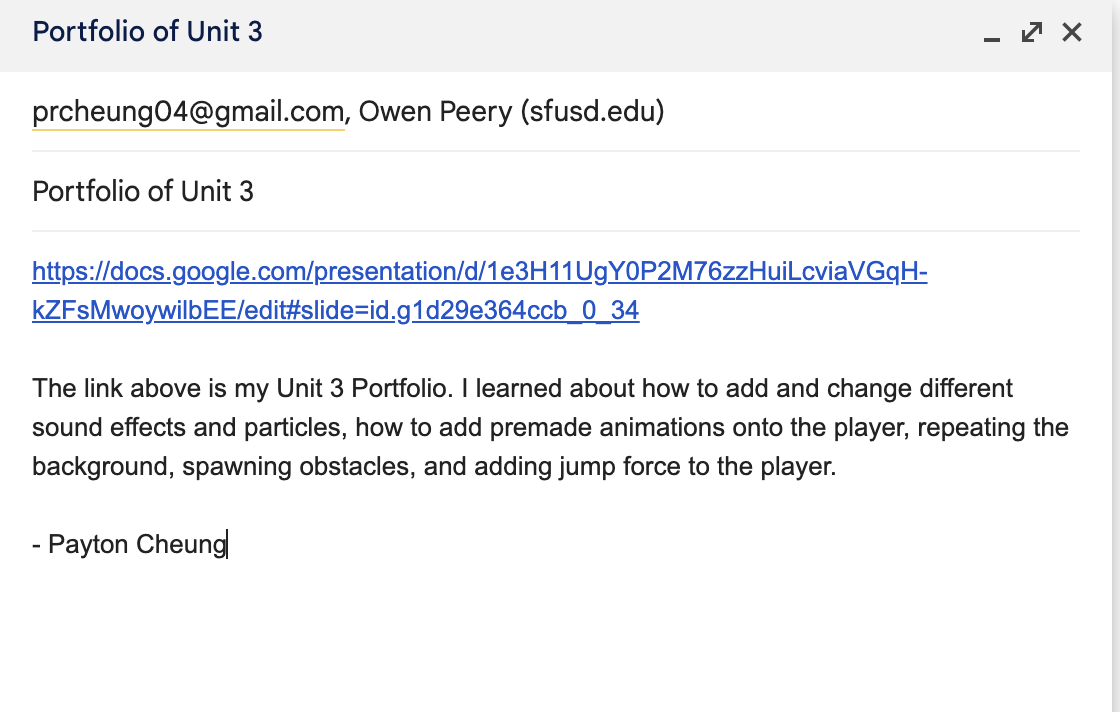 Portfolio of Unit 3
prcheung04@gmail.com, Owen Peery (sfusd.edu)
Portfolio of Unit 3
https://docs.google.com/presentation/d/1e3H11UgY0P2M76zzHuiLcviaVGqH-
kZFsMwoywilbEE/edit#slide=id.g1d29e364ccb_0_34
The link above is my Unit 3 Portfolio. I learned about how to add and change different
sound effects and particles, how to add premade animations onto the player, repeating the
background, spawning obstacles, and adding jump force to the player.
- Payton Cheung